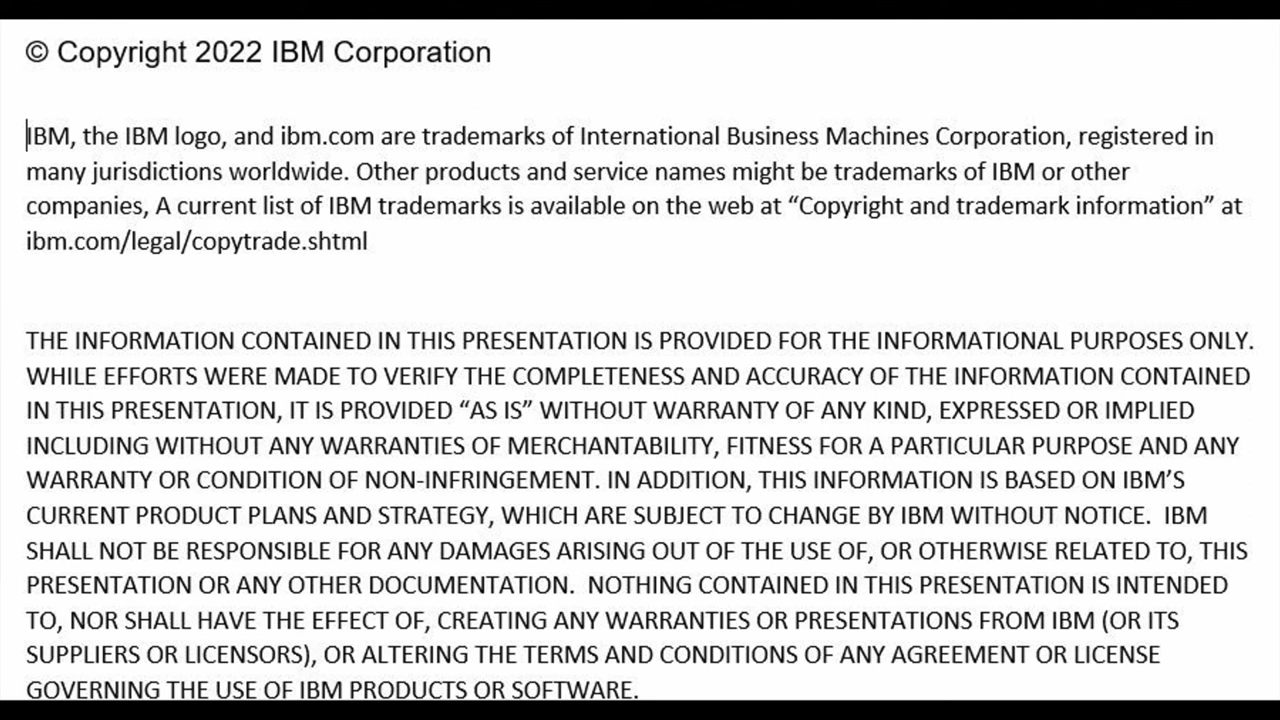 © Copyright 2022 IBM Corporation
IBM, the IBM logo, and ibm.com are trademarks of International Business Machines Corporation, registered in
many jurisdictions worldwide. Other products and service names might be trademarks of IBM or other
companies, A current list of IBM trademarks is available on the web at “Copyright and trademark information” at
ibm.com/legal/copytrade.shtml
THE INFORMATION CONTAINED IN THIS PRESENTATION IS PROVIDED FOR THE INFORMATIONAL PURPOSES ONLY.
WHILE EFFORTS WERE MADE TO VERIFY THE COMPLETENESS AND ACCURACY OF THE INFORMATION CONTAINED
IN THIS PRESENTATION, IT IS PROVIDED “AS IS” WITHOUT WARRANTY OF ANY KIND, EXPRESSED OR IMPLIED
INCLUDING WITHOUT ANY WARRANTIES OF MERCHANTABILITY, FITNESS FOR A PARTICULAR PURPOSE AND ANY
WARRANTY OR CONDITION OF NON-INFRINGEMENT. IN ADDITION, THIS INFORMATION IS BASED ON IBM’S
CURRENT PRODUCT PLANS AND STRATEGY, WHICH ARE SUBJECT TO CHANGE BY IBM WITHOUT NOTICE.  IBM
SHALL NOT BE RESPONSIBLE FOR ANY DAMAGES ARISING OUT OF THE USE OF, OR OTHERWISE RELATED TO, THIS
PRESENTATION OR ANY OTHER DOCUMENTATION.  NOTHING CONTAINED IN THIS PRESENTATION IS INTENDED
TO, NOR SHALL HAVE THE EFFECT OF, CREATING ANY WARRANTIES OR PRESENTATIONS FROM IBM (OR ITS
SUPPLIERS OR LICENSORS), OR ALTERING THE TERMS AND CONDITIONS OF ANY AGREEMENT OR LICENSE
GOVERNING THE USE OF IBM PRODUCTS OR SOFTWARE.